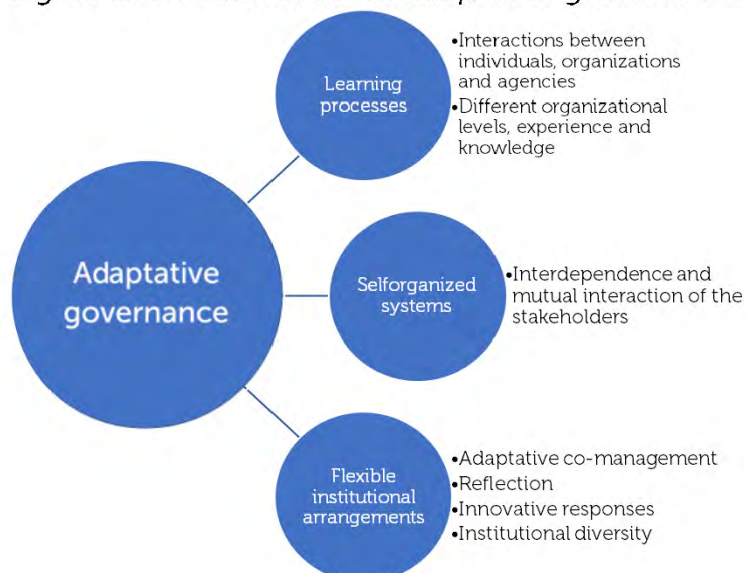 Learning
processes
•Interactions between
individuals, organizations
and agencies
•Different organizational
levels, experience and
knowledge
Adaptative
governance
Selforganized
systems
•Interdependence and
mutual interaction of the
stakeholders
Flexible
institutional
arrangements
•Adaptative co-management
•Reflection
•Innovative responses
•Institutional diversity